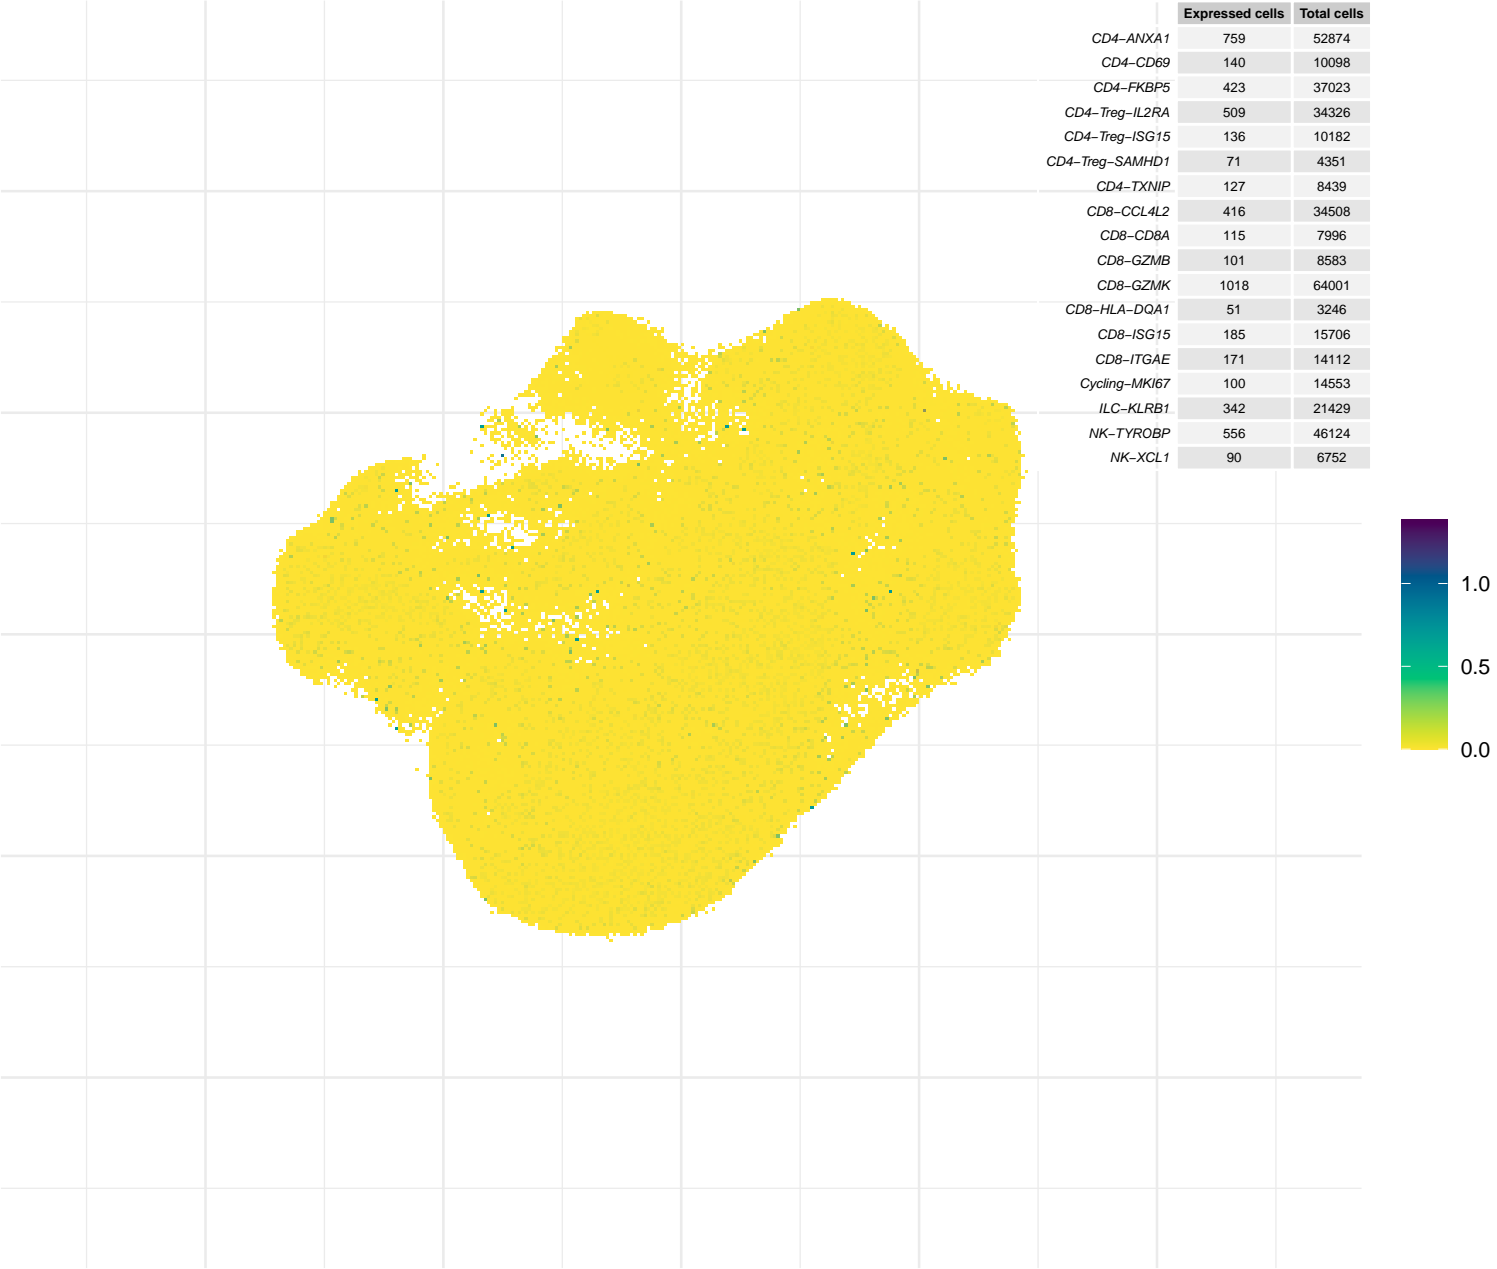 Expressed cells Total cells
CD4−ANXA1 759 52874
CD4−CD69 140 10098
CD4−FKBP5 423 37023
CD4−Treg−IL2RA 509 34326
CD4−Treg−ISG15 136 10182
CD4−Treg−SAMHD1 71 4351
CD4−TXNIP 127 8439
CD8−CCL4L2 416 34508
CD8−CD8A 115 7996
CD8−GZMB 101 8583
CD8−GZMK 1018 64001
CD8−HLA−DQA1 51 3246
CD8−ISG15 185 15706
CD8−ITGAE 171 14112
Cycling−MKI67 100 14553
ILC−KLRB1 342 21429
NK−TYROBP 556 46124
NK−XCL1 90 6752
1.0
0.5
0.0